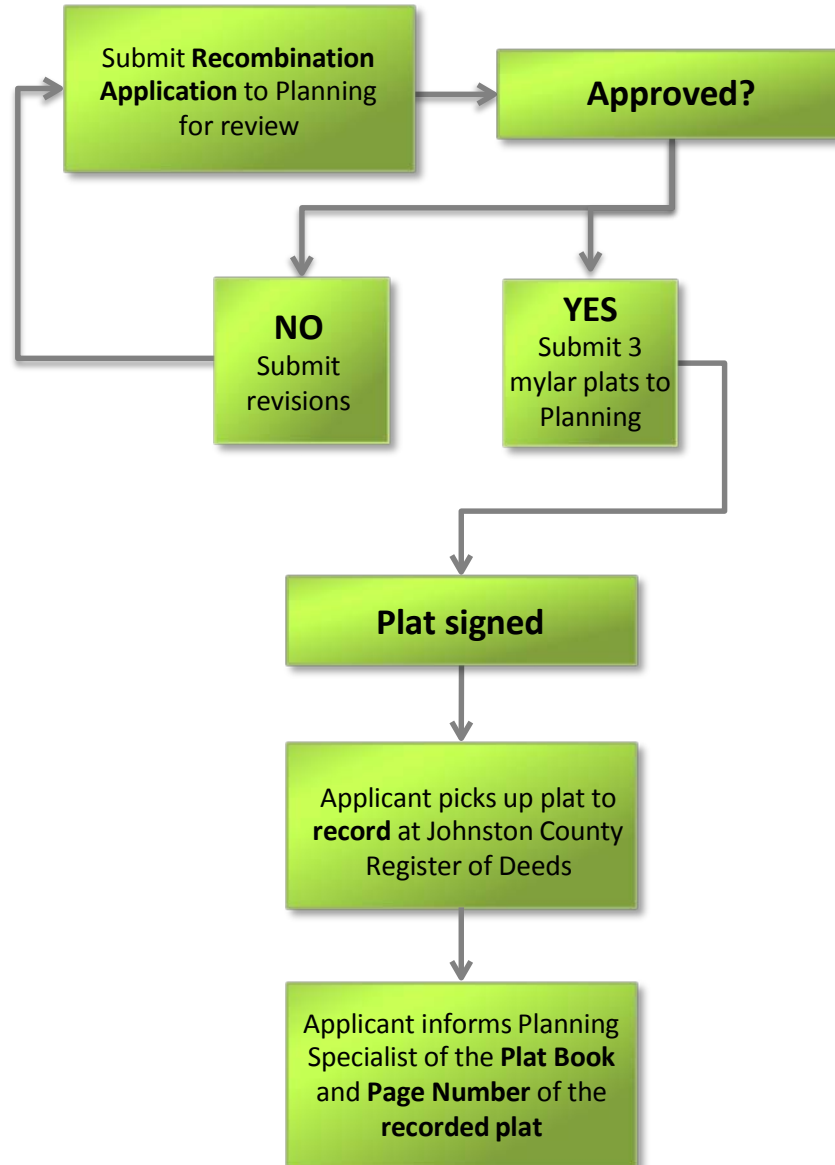 Submit Recombination
Application to Planning
for review
Approved?
NO
Submit
revisions
YES
Submit 3
mylar plats to
Planning
Plat signed
Applicant picks up plat to
record at Johnston County
Register of Deeds
Applicant informs Planning
Specialist of the Plat Book
and Page Number of the
recorded plat